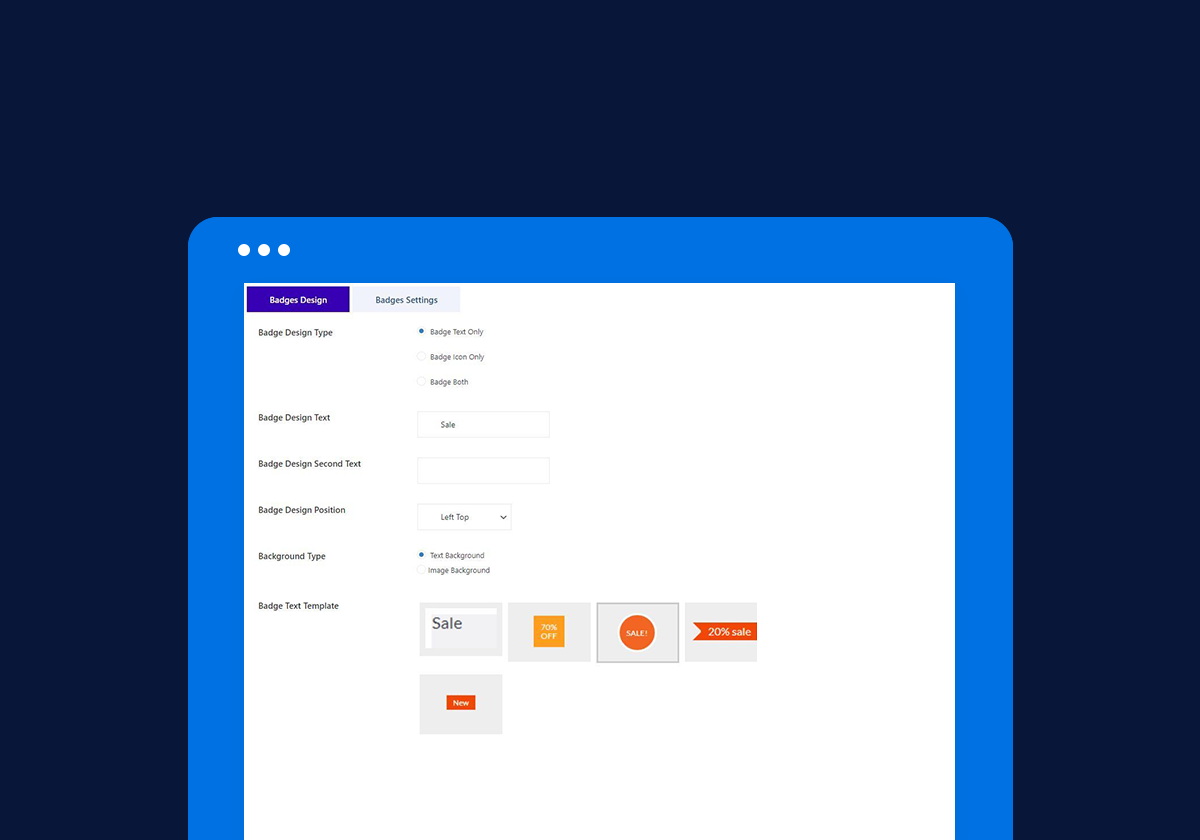 Badges Design
Badges Settings
Badge Design Type
Badge Text Only
Badge Icon Only
Badge Both
Badge Design Text
Sale
Badge Design Second Text
Badge Design Position
Left Top
Background Type
Text Background
Image Background
Badge Text Template
Sale
70%
OFF
SALE!
20% sale
New